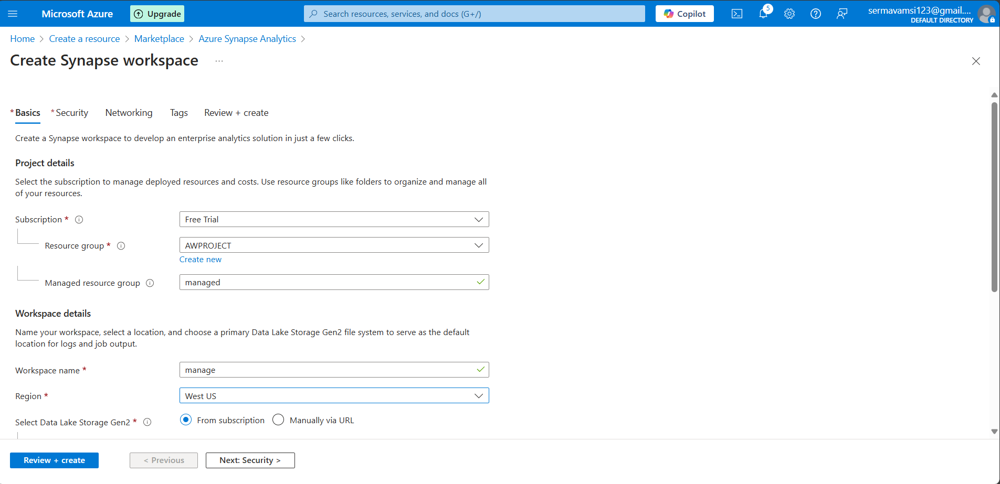 Microsoft Azure
Upgrade
Search resources, services, and docs (G+/)
Copilot
5
sermavamsi123@gmail....
DEFAULT DIRECTORY
Home > Create a resource > Marketplace > Azure Synapse Analytics >
Create Synapse workspace ...
* Basics * Security Networking Tags Review + create
Create a Synapse workspace to develop an enterprise analytics solution in just a few clicks.
Project details
Select the subscription to manage deployed resources and costs. Use resource groups like folders to organize and manage all
of your resources.
Subscription * Free Trial
Resource group * AWPROJECT
Create new
Managed resource group managed
Workspace details
Name your workspace, select a location, and choose a primary Data Lake Storage Gen2 file system to serve as the default
location for logs and job output.
Workspace name * manage
Region * West US
Select Data Lake Storage Gen2 * From subscription Manually via URL
Review + create < Previous Next: Security >